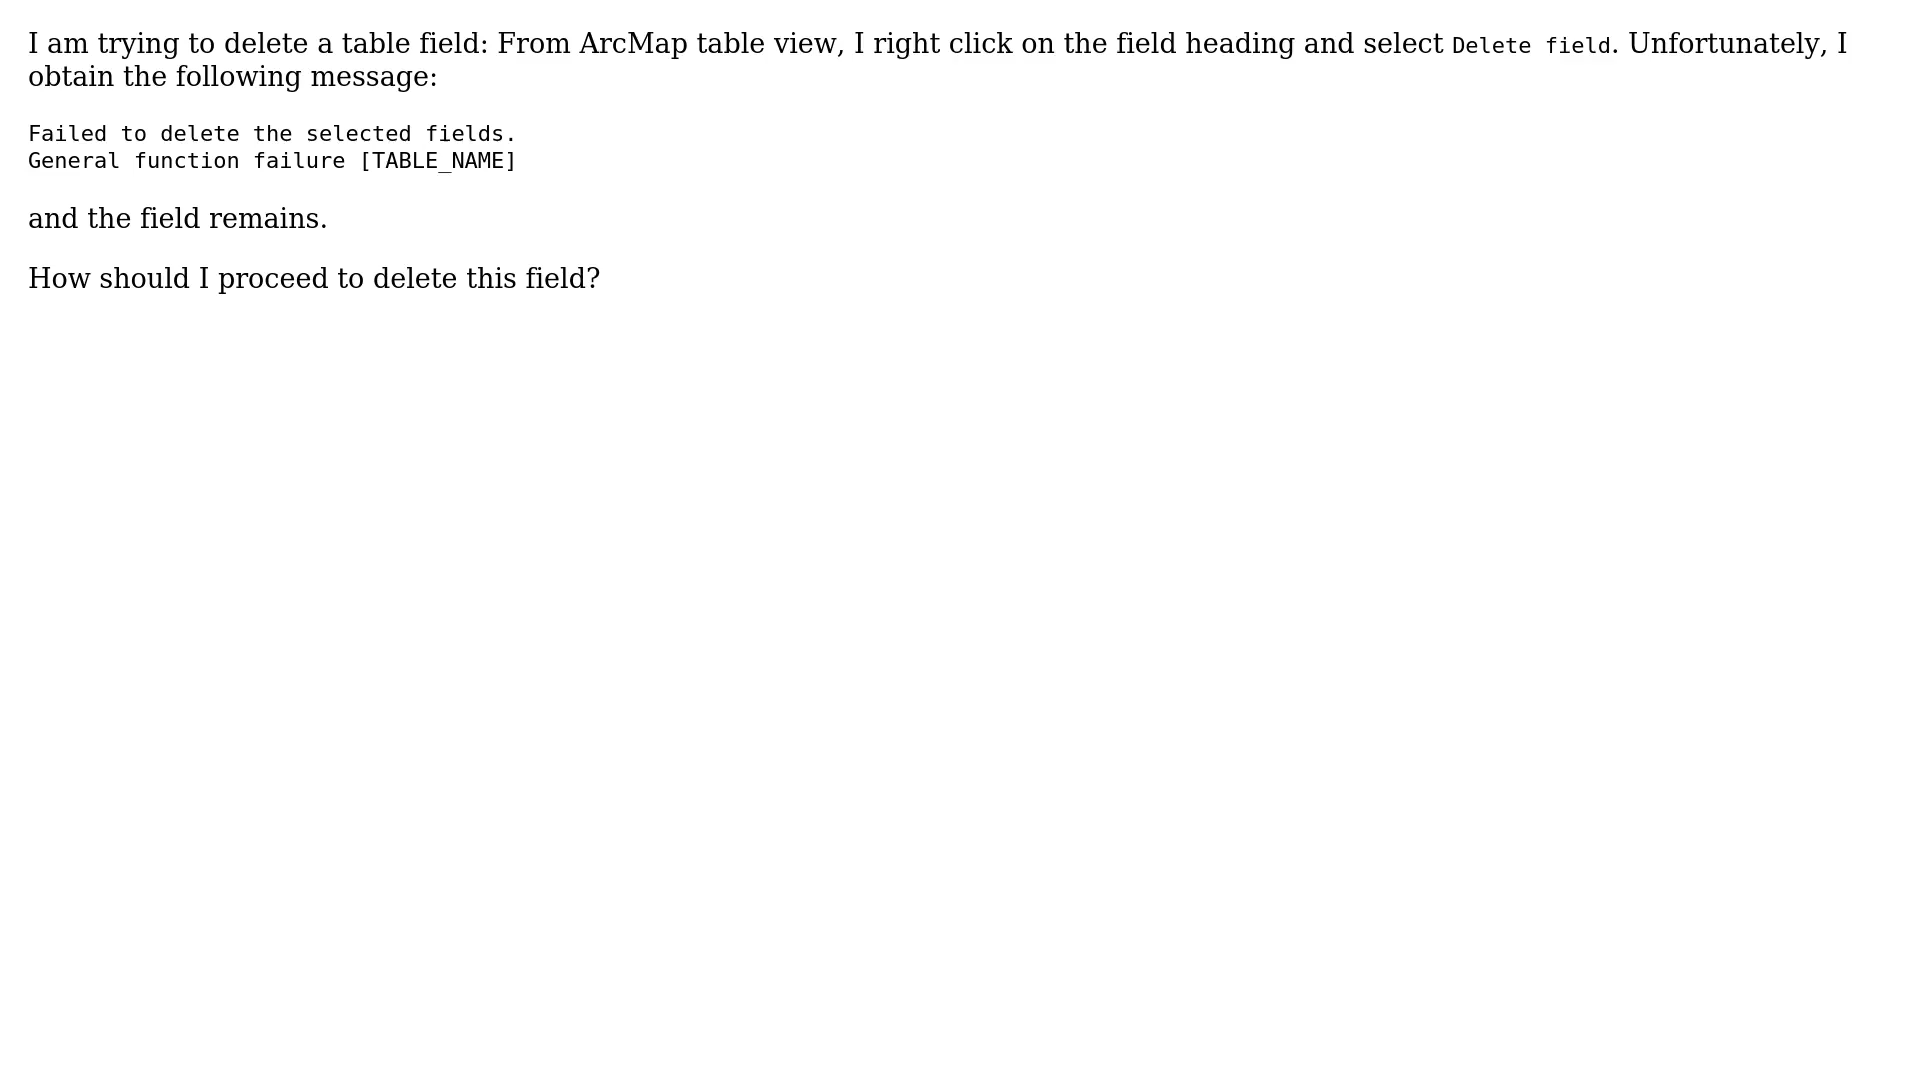 I am trying to delete a table field: From ArcMap table view, I right click on the field heading and select Delete field. Unfortunately, I
obtain the following message:
Failed to delete the selected fields.
General function failure [TABLE_NAME]
and the field remains.
How should I proceed to delete this field?